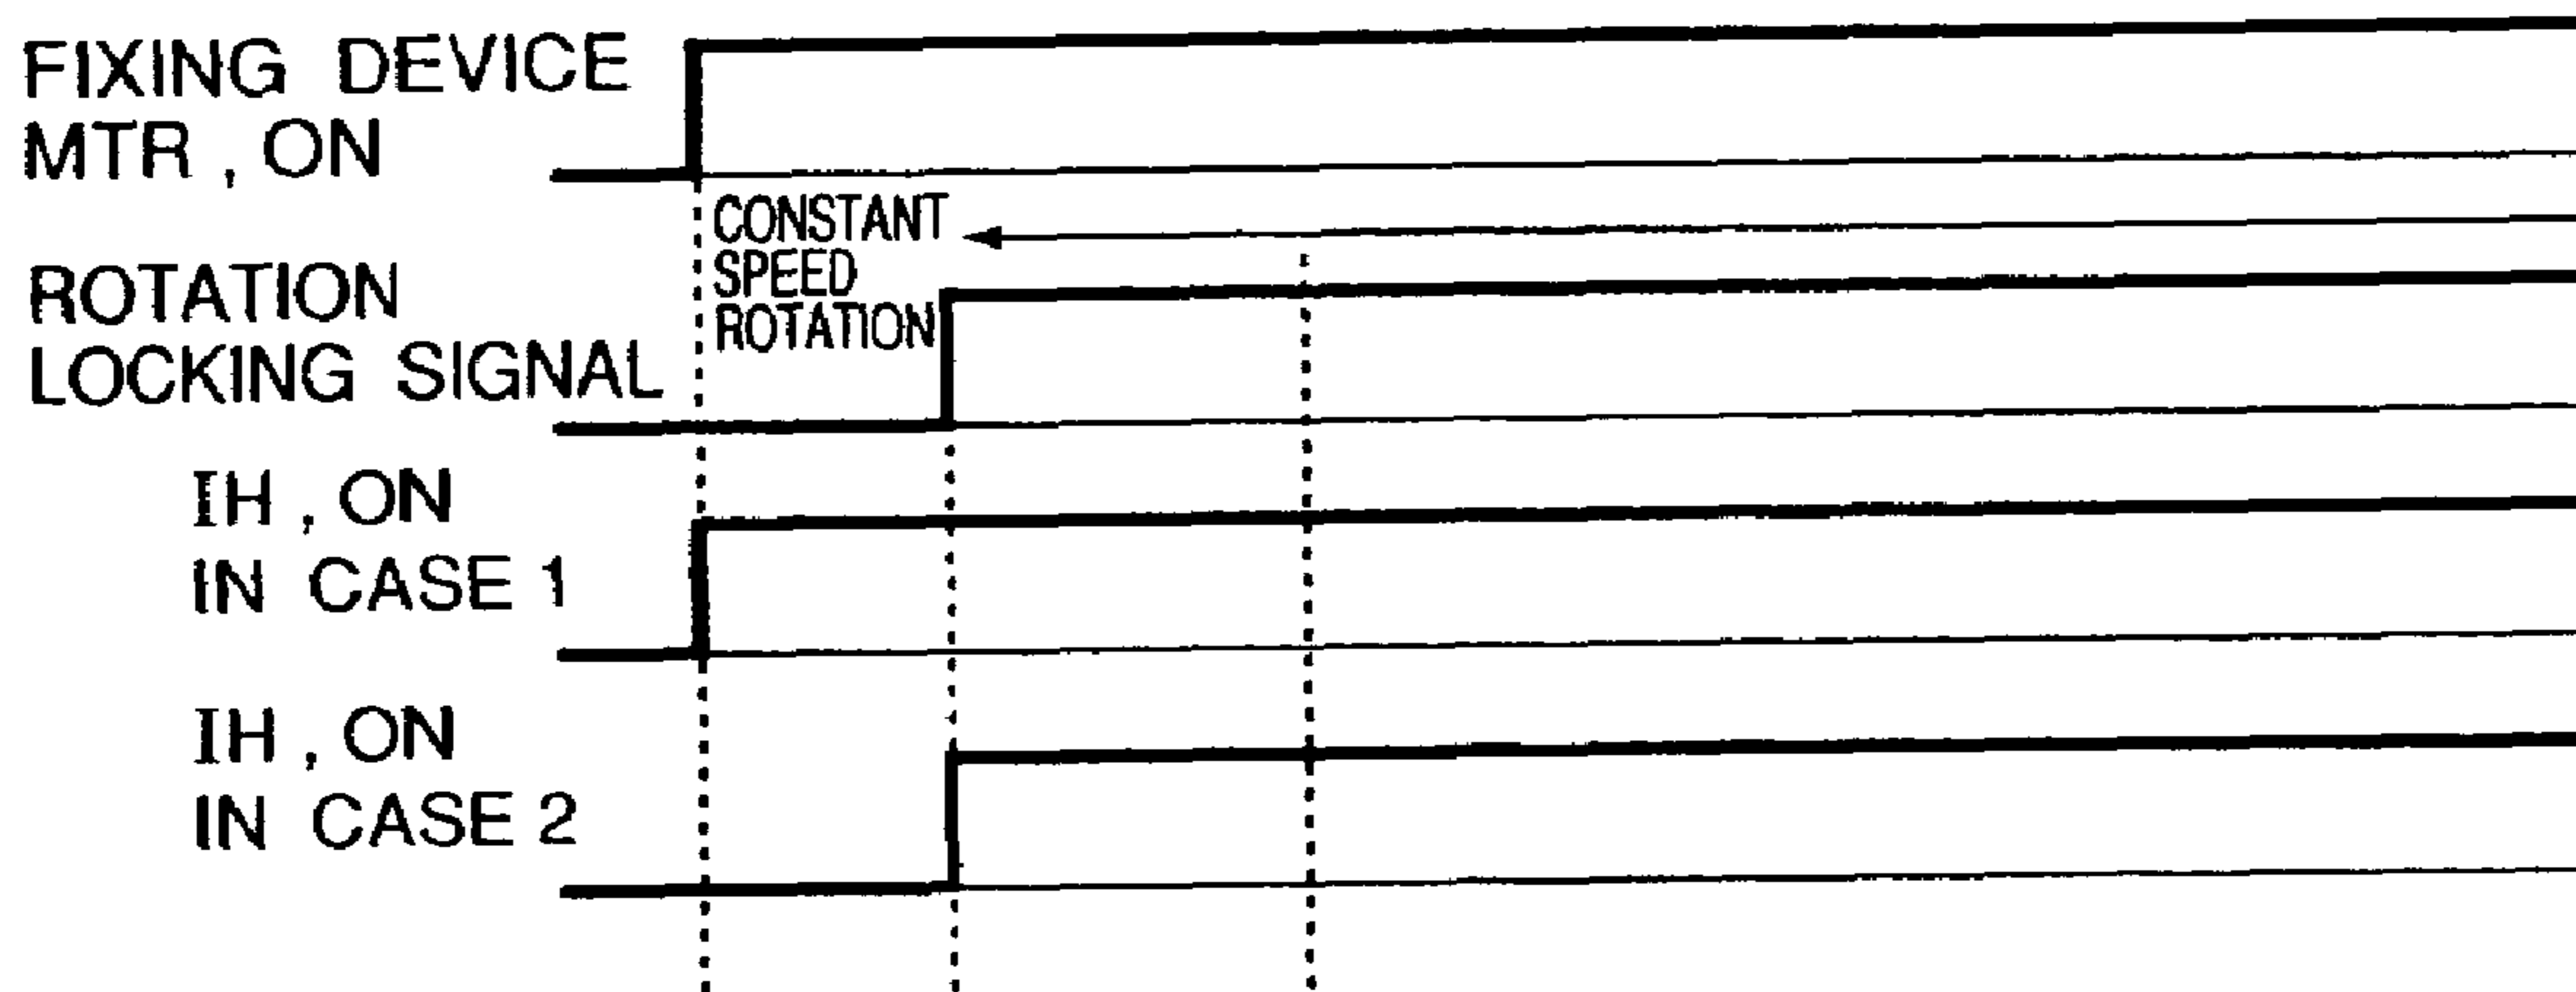 FIXING DEVICE
MTR , ON
CONSTANT
SPEED
ROTATION
ROTATION
LOCKING SIGNAL
IH , ON
IN CASE 1
IH , ON
IN CASE 2